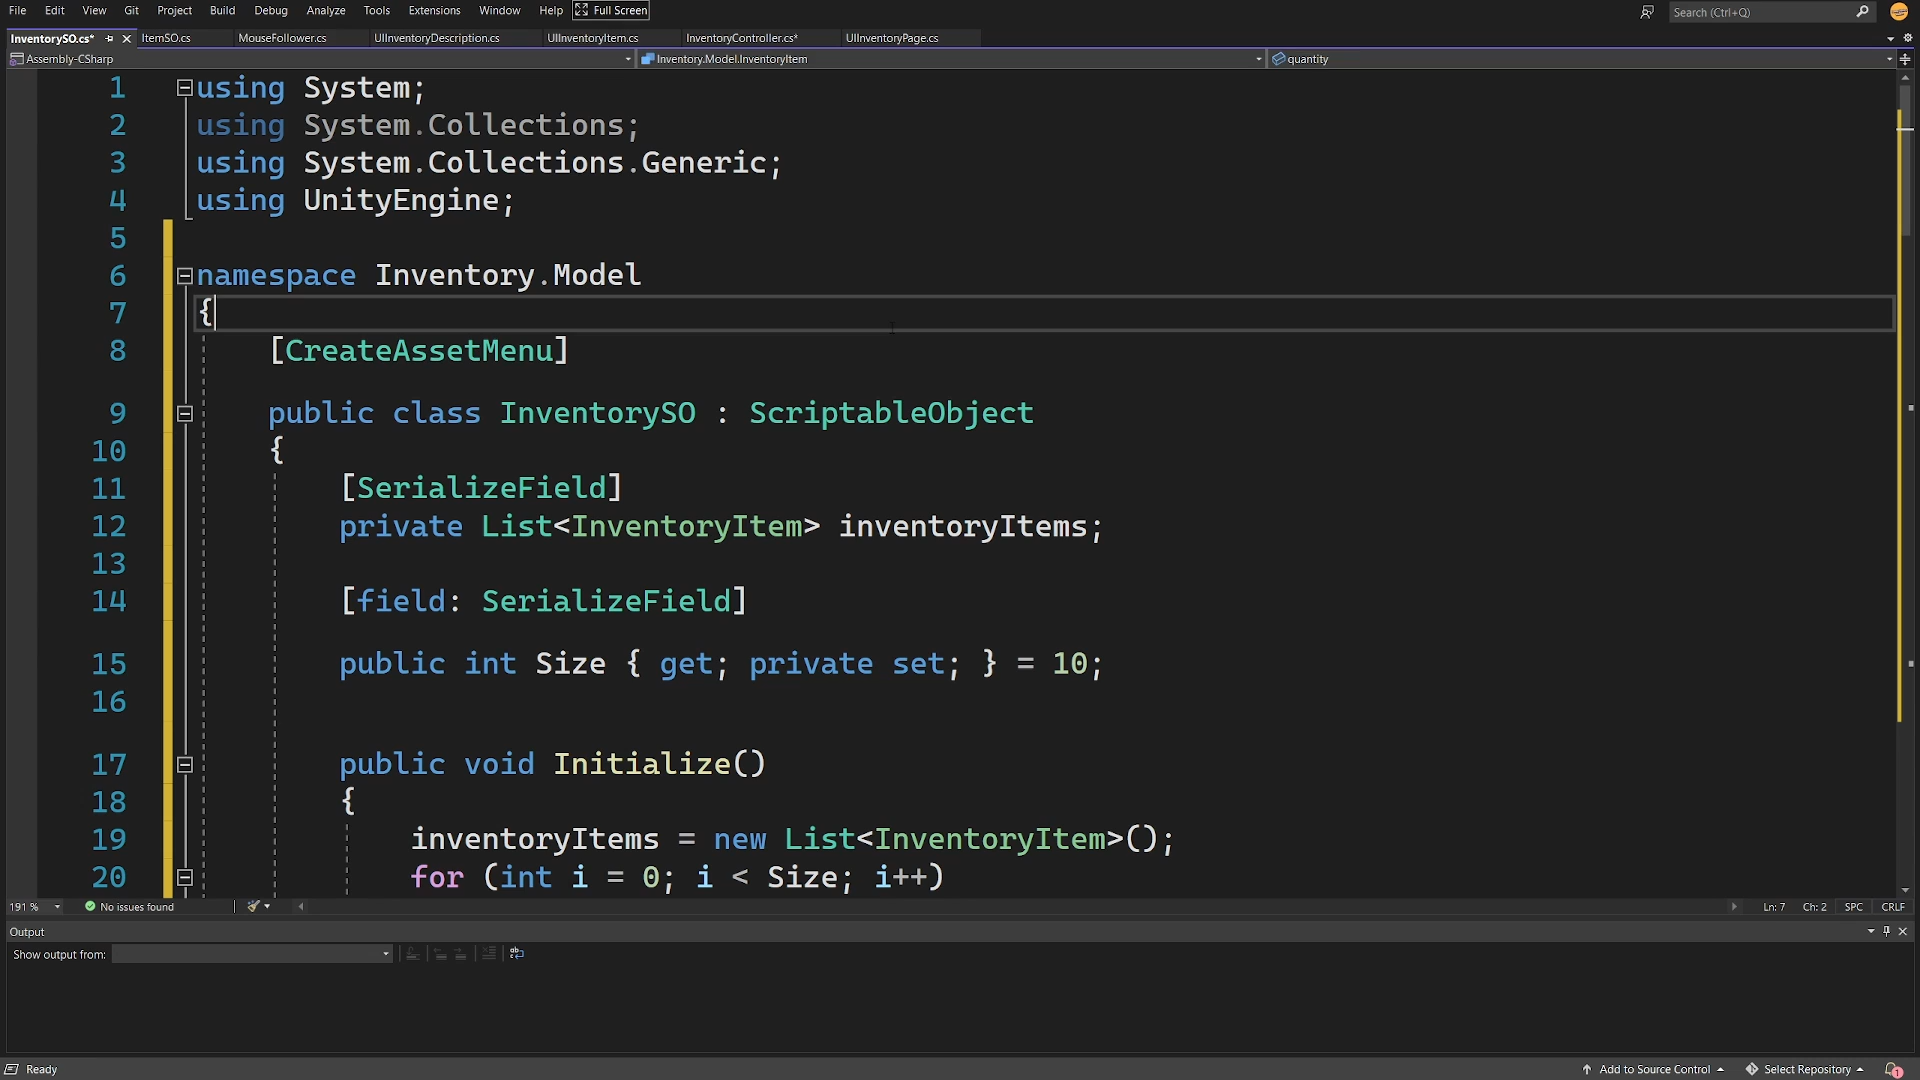 File Edit View Git Project Build Debug Analyze Tools Extensions Window Help Full Screen Search (Ctrl+Q)
InventorySO.cs* ItemSO.cs MouseFollower.cs UIInventoryDescription.cs UIInventoryItem.cs InventoryController.cs* UIInventoryPage.cs
Assembly-CSharp Inventory.Model.InventoryItem quantity
1 using System;
2 using System.Collections;
3 using System.Collections.Generic;
4 using UnityEngine;
5
6 namespace Inventory.Model
7 {
8 [CreateAssetMenu]
9 public class InventorySO : ScriptableObject
10 {
11 [SerializeField]
12 private List<InventoryItem> inventoryItems;
13
14 [field: SerializeField]
15 public int Size { get; private set; } = 10;
16
17 public void Initialize()
18 {
19 inventoryItems = new List<InventoryItem>();
20 for (int i = 0; i < Size; i++)
191 % No issues found Ln: 7 Ch: 2 SPC CRLF
Output
Show output from:
Ready Add to Source Control Select Repository 1